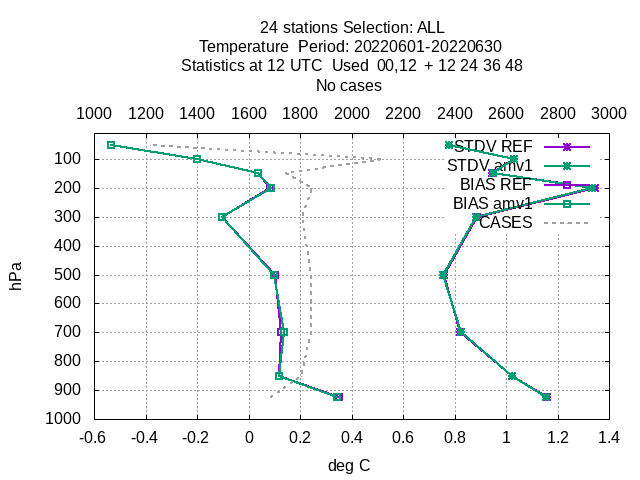 24 stations Selection: ALL
Temperature Period: 20220601-20220630
Statistics at 12 UTC Used 00,12 + 12 24 36 48
No cases
1000 1200 1400 1600 1800 2000 2200 2400 2600 2800 3000
STDV REF
STDV amv1
BIAS REF
BIAS amv1
CASES
100
200
300
400
500
600
700
800
900
1000
hPa
-0.6 -0.4 -0.2 0 0.2 0.4 0.6 0.8 1 1.2 1.4
deg C